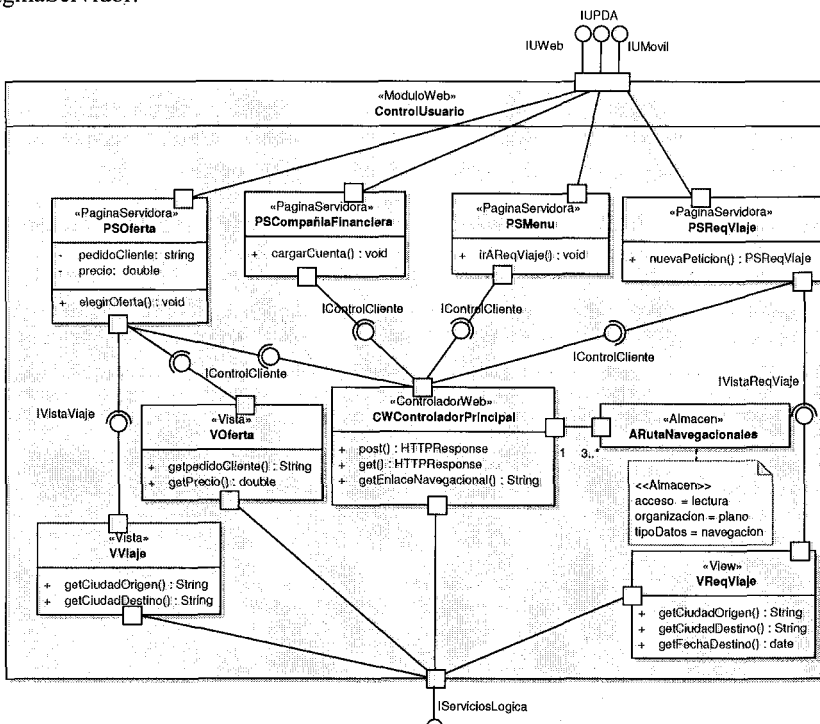 IUPDA
IUWeb
IUMovil
«ModuloWeb»
ControlUsuario
«PaginaServidora»
PSOferta
- pedidoCliente: string
- precio: double
+ elegirOferta() : void
«PaginaServidora»
PSCompañiaFinanciera
+ cargarCuenta() : void
«PaginaServidora»
PSMenu
+ irAReqViaje() : void
«PaginaServidora»
PSReqViaje
+ nuevaPeticion() : PSReqViaje
IControlCliente
IControlCliente
IControlCliente
IControlCliente
IVistaViaje
IVistaReqViaje
«Vista»
VOferta
+ getpedidoCliente() : String
+ getPrecio() : double
«ControladorWeb»
CWControladorPrincipal
+ post() : HTTPResponse
+ get() : HTTPResponse
+ getEnlaceNavegacional() : String
1
3..*
«Almacen»
ARutaNavegacionales
<<Almacen>>
acceso = lectura
organizacion = plano
tipoDatos = navegacion
«Vista»
VViaje
+ getCiudadOrigen() : String
+ getCiudadDestino() : String
«View»
VReqViaje
+ getCiudadOrigen() : String
+ getCiudadDestino() : String
+ getFechaDestino() : date
IServiciosLogica